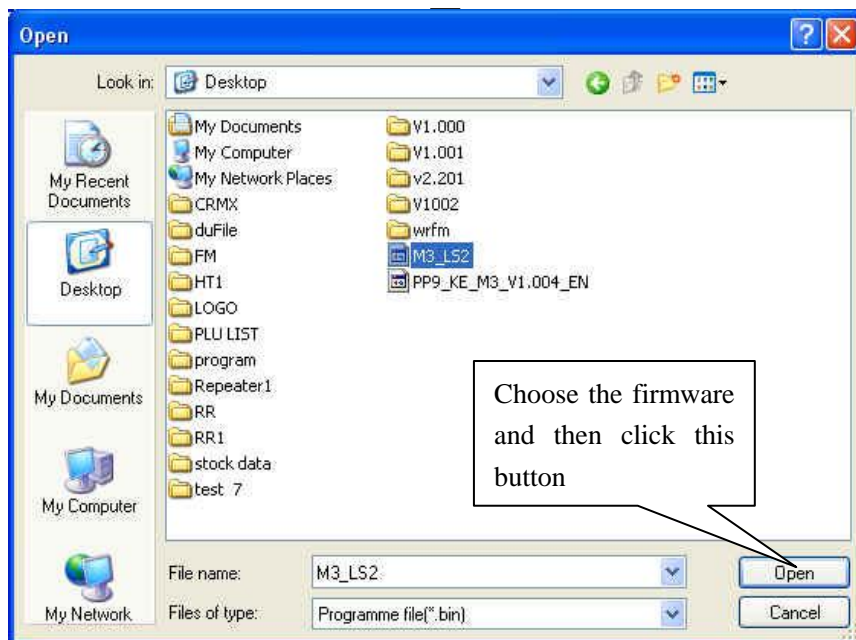 Open
Look in:
Desktop
My Recent
Documents
Desktop
My Documents
My Computer
My Network
My Documents
My Computer
My Network Places
CRMX
duFile
FM
HT1
LOGO
PLU LIST
program
Repeater1
RR
RR1
stock data
test 7
V1.000
V1.001
v2.201
V1002
wrfm
M3_LS2
PP9_KE_M3_V1.004_EN
Choose the firmware
and then click this
button
File name:
M3_LS2
Open
Files of type:
Programme file(*.bin)
Cancel